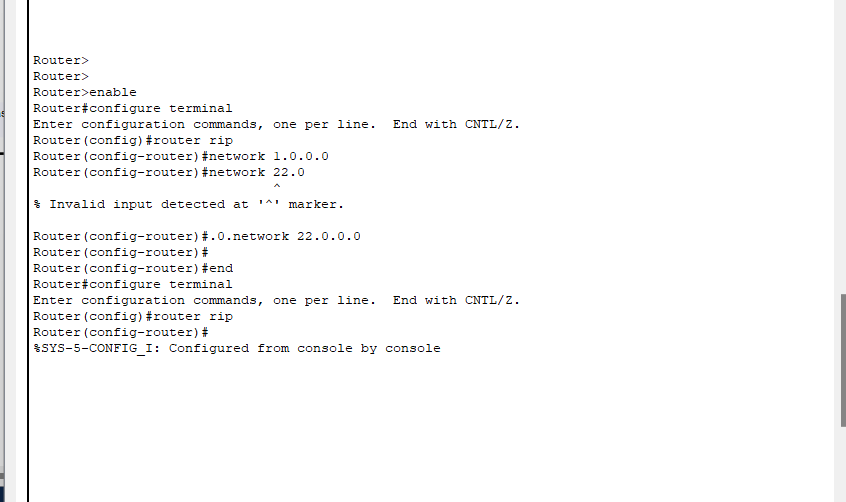 Router>
Router>
Router>enable
Router#configure terminal
Enter configuration commands, one per line.  End with CNTL/Z.
Router(config)#router rip
Router(config-router)#network 1.0.0.0
Router(config-router)#network 22.0
^
% Invalid input detected at '^' marker.
Router(config-router)#.0.network 22.0.0.0
Router(config-router)#
Router(config-router)#end
Router#configure terminal
Enter configuration commands, one per line.  End with CNTL/Z.
Router(config)#router rip
Router(config-router)#
%SYS-5-CONFIG_I: Configured from console by console